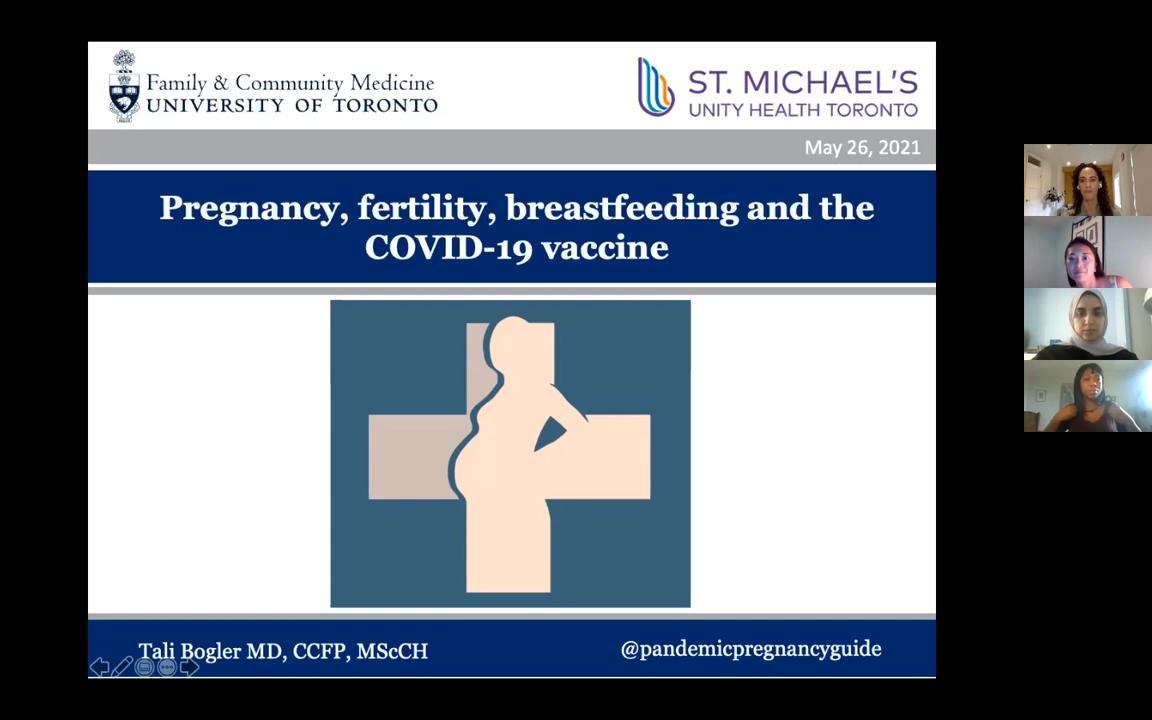 Family & Community Medicine
UNIVERSITY OF TORONTO
ST. MICHAEL'S
UNITY HEALTH TORONTO
May 26, 2021
Pregnancy, fertility, breastfeeding and the
COVID-19 vaccine
Tali Bogler MD, CCFP, MScCH
@pandemicpregnancyguide